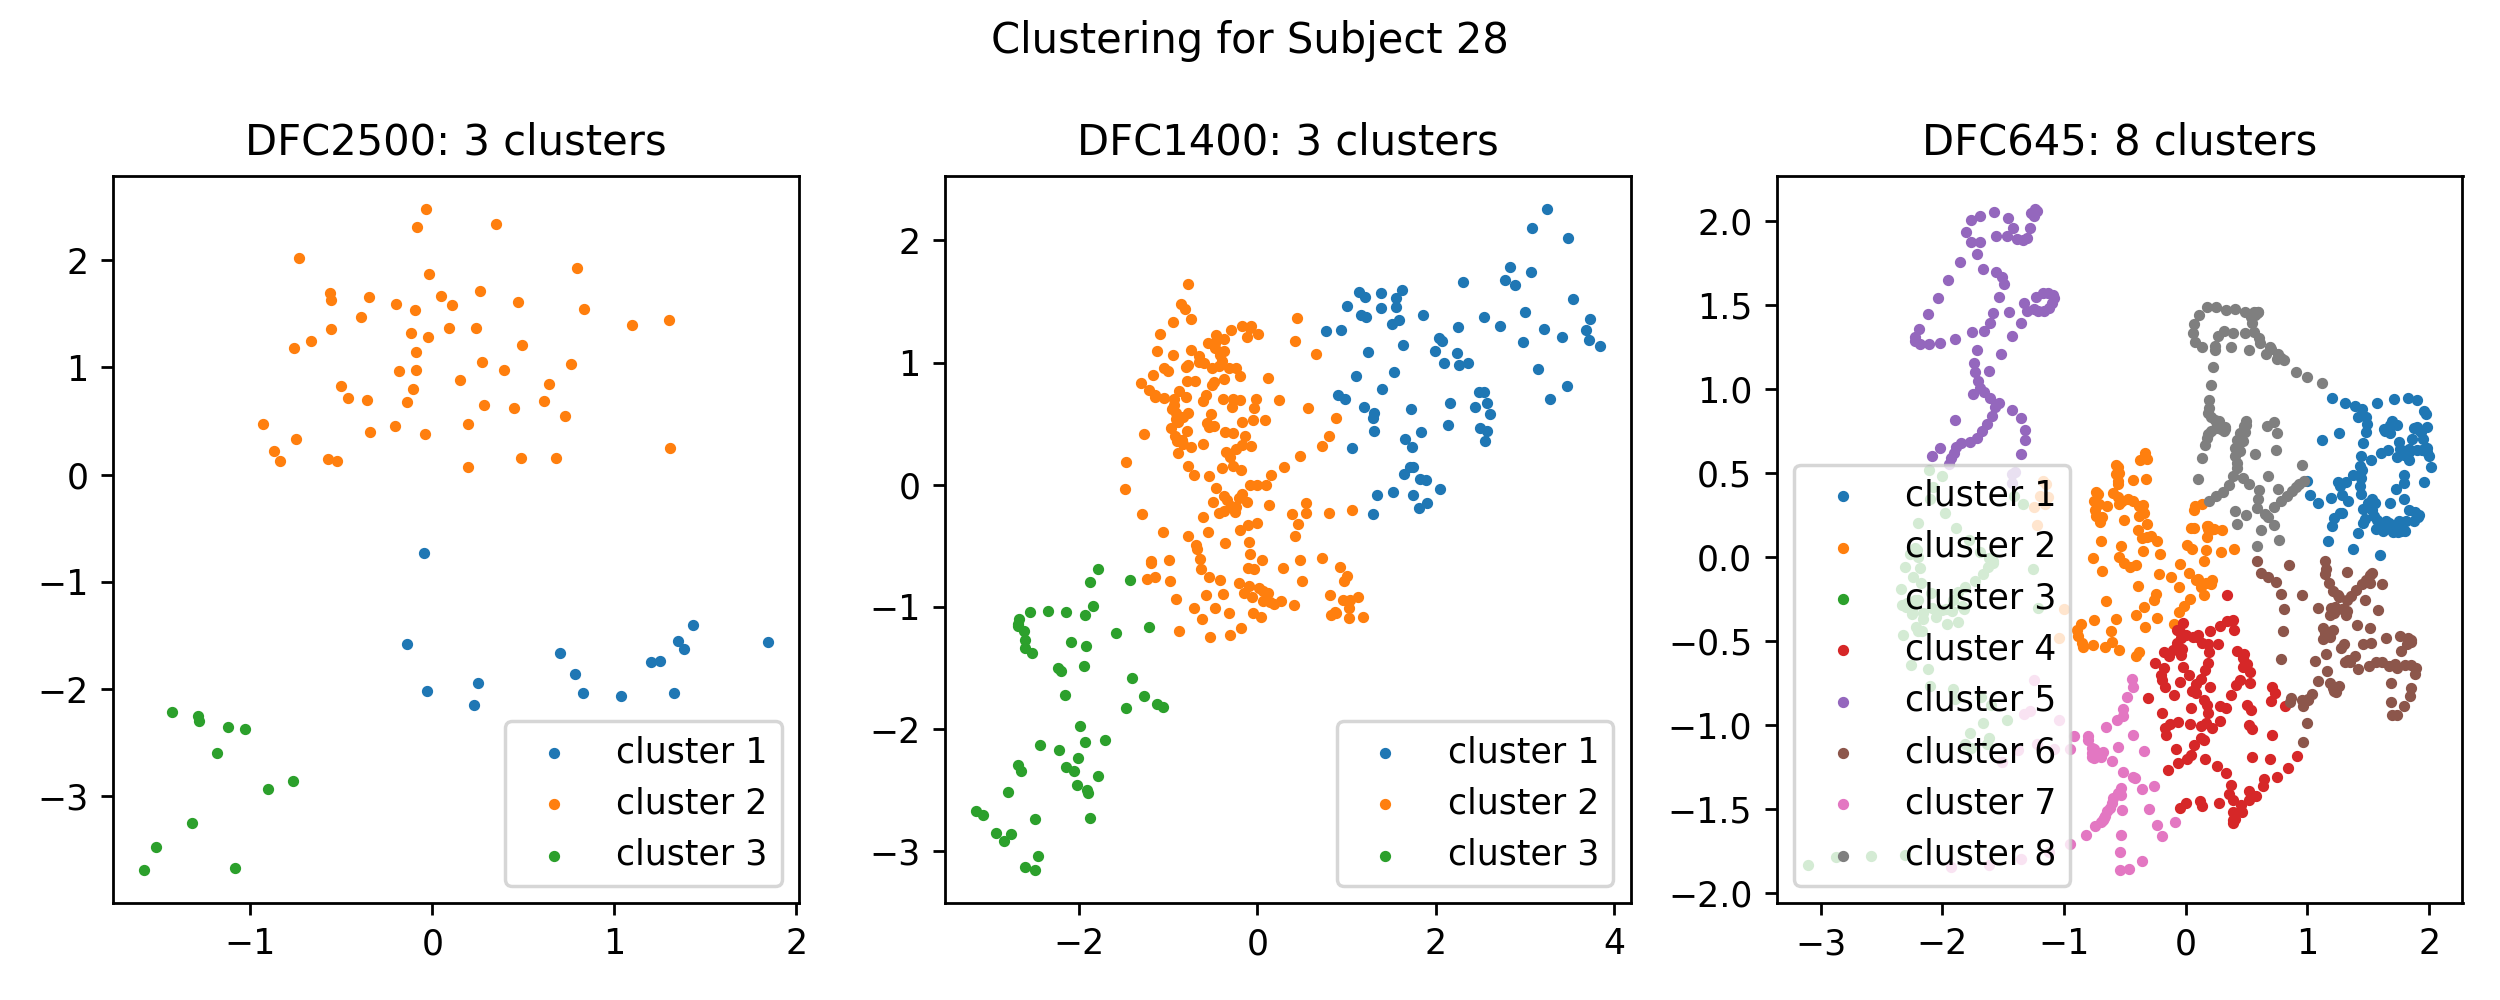 Clustering for Subject 28
DFC2500: 3 clusters
2
1
0
−1
−2
−3
−1
0
1
2
cluster 1
cluster 2
cluster 3
DFC1400: 3 clusters
2
1
0
−1
−2
−3
−2
0
2
4
cluster 1
cluster 2
cluster 3
DFC645: 8 clusters
2.0
1.5
1.0
0.5
0.0
−0.5
−1.0
−1.5
−2.0
−3
−2
−1
0
1
2
cluster 1
cluster 2
cluster 3
cluster 4
cluster 5
cluster 6
cluster 7
cluster 8